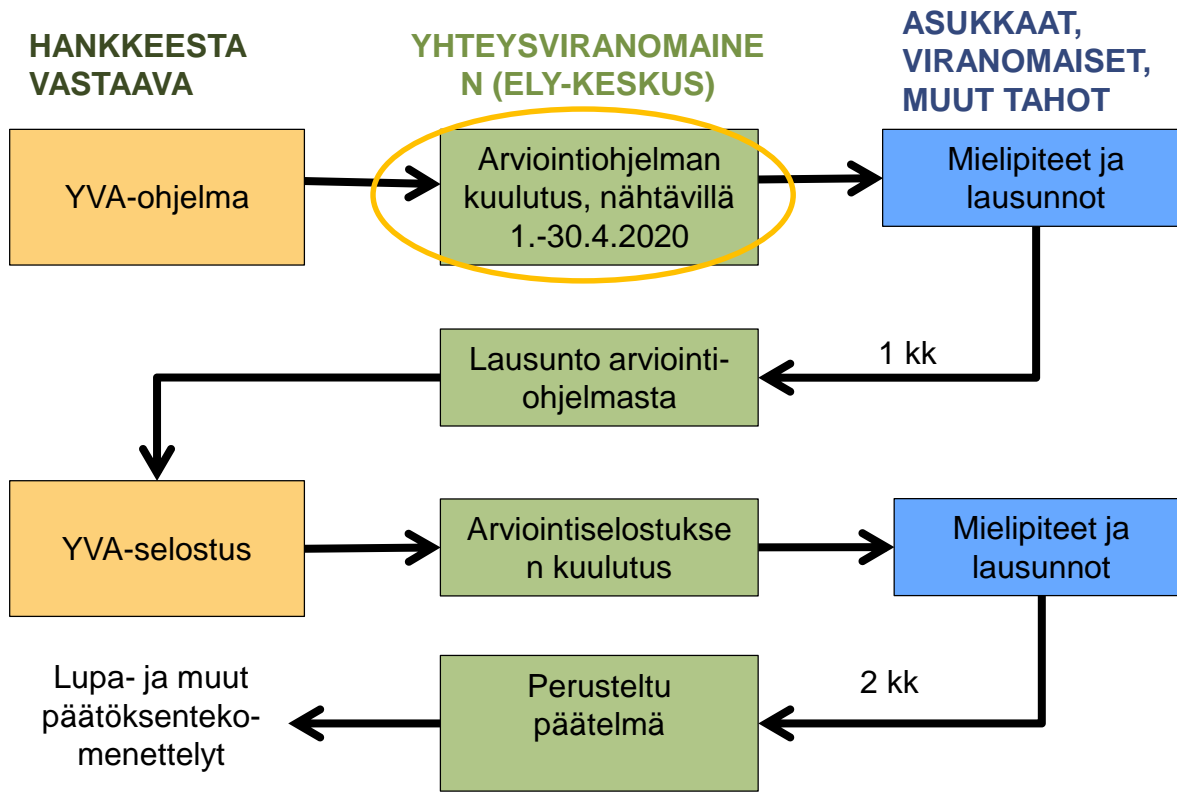 HANKKEESTA
VASTAAVA
YHTEYSVIRANOMAINE
N (ELY-KESKUS)
ASUKKAAT,
VIRANOMAISET,
MUUT TAHOT
YVA-ohjelma
Arviointiohjelman
kuulutus, nähtävillä
1.-30.4.2020
Mielipiteet ja
lausunnot
1 kk
Lausunto arviointi-
ohjelmasta
YVA-selostus
Arviointiselostukse
n kuulutus
Mielipiteet ja
lausunnot
2 kk
Perusteltu
päätelmä
Lupa- ja muut
päätöksenteko-
menettelyt